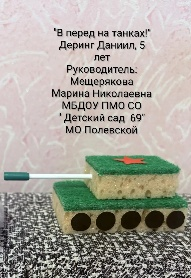 "В перед на танках!"
Деринг Даниил, 5
лет
Руководитель:
Мещерякова
Марина Николаевна
МБДОУ ПМО СО
" Детский сад  69"
МО Полевской